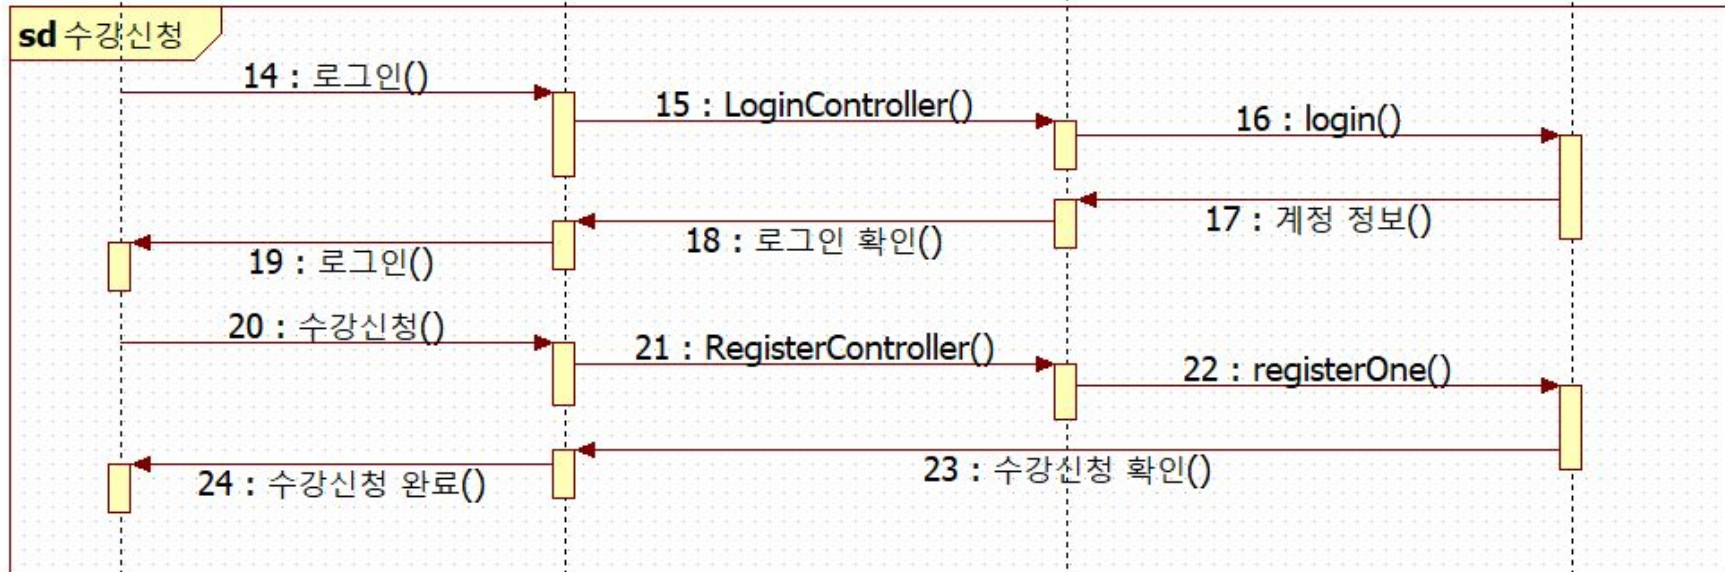 sd 수강신청
14 : 로그인()
15 : LoginController()
16 : login()
17 : 계정 정보()
18 : 로그인 확인()
19 : 로그인()
20 : 수강신청()
21 : RegisterController()
22 : registerOne()
23 : 수강신청 확인()
24 : 수강신청 완료()